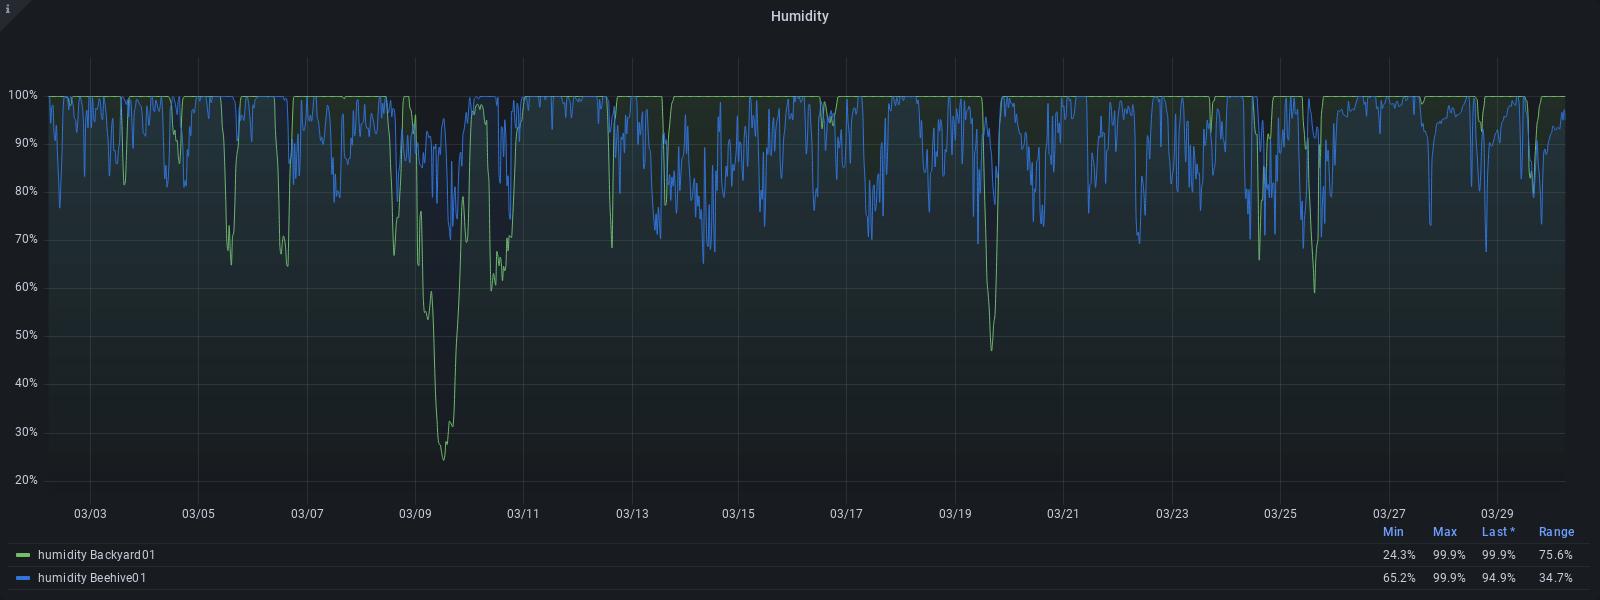 i
Humidity
100%
90%
80%
70%
60%
50%
40%
30%
20%
03/03 03/05 03/07 03/09 03/11 03/13 03/15 03/17 03/19 03/21 03/23 03/25 03/27 03/29
Min Max Last * Range
humidity Backyard01 24.3% 99.9% 99.9% 75.6%
humidity Beehive01 65.2% 99.9% 94.9% 34.7%